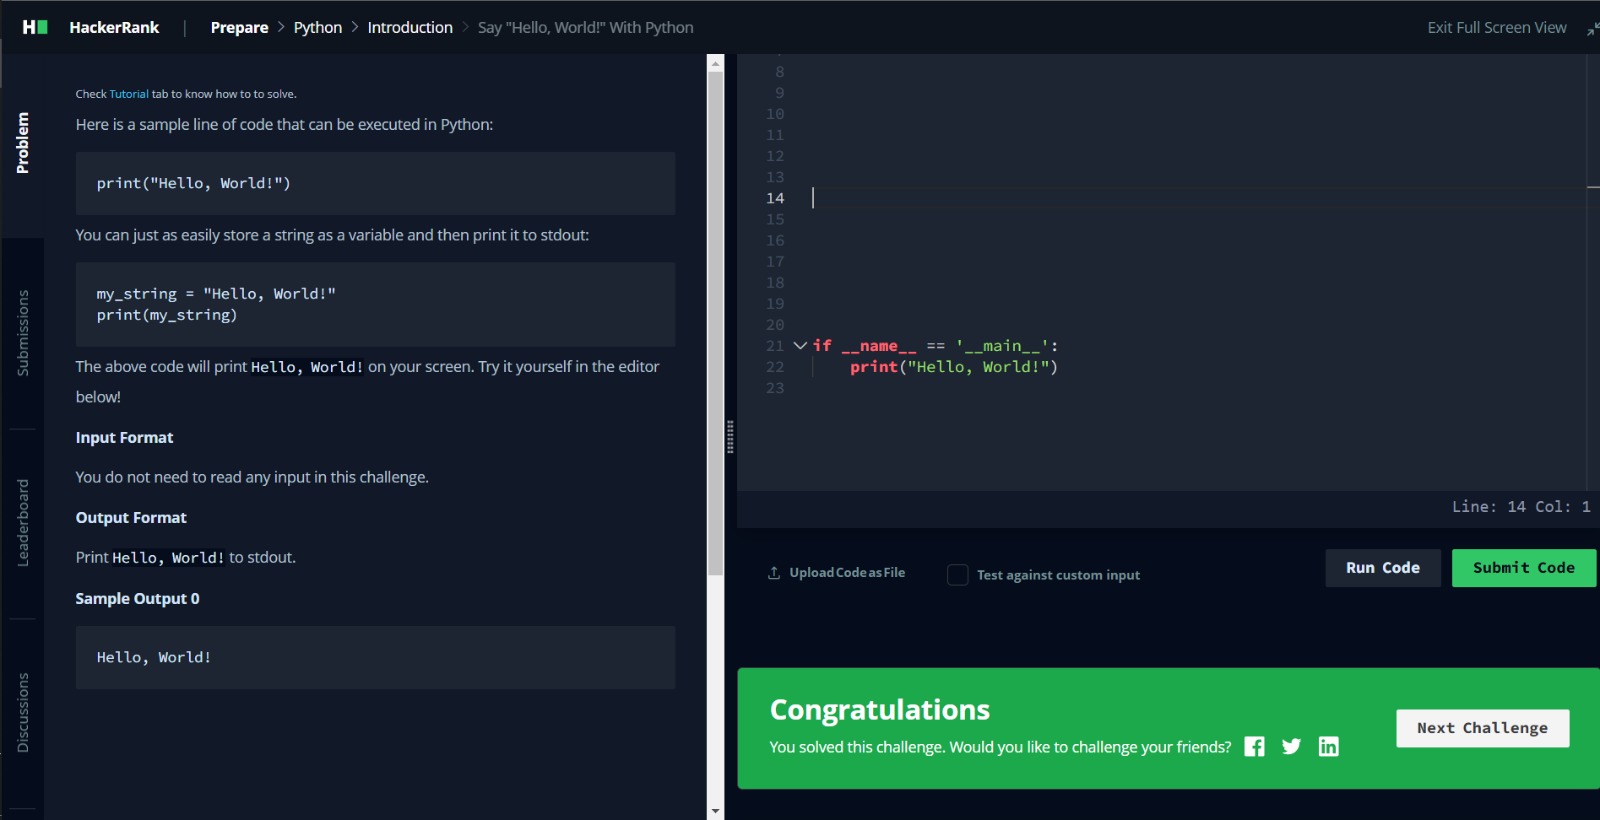 HackerRank | Prepare > Python > Introduction > Say "Hello, World!" With Python
Exit Full Screen View
Problem
Submissions
Leaderboard
Discussions
Check Tutorial tab to know how to to solve.
Here is a sample line of code that can be executed in Python:
print("Hello, World!")
You can just as easily store a string as a variable and then print it to stdout:
my_string = "Hello, World!"
print(my_string)
The above code will print Hello, World! on your screen. Try it yourself in the editor
below!
Input Format
You do not need to read any input in this challenge.
Output Format
Print Hello, World! to stdout.
Sample Output 0
Hello, World!
8
9
10
11
12
13
14
15
16
17
18
19
20
21 if __name__ == '__main__':
22 print("Hello, World!")
23
Line: 14 Col: 1
Upload Code as File
Test against custom input
Run Code
Submit Code
Congratulations
You solved this challenge. Would you like to challenge your friends?
Next Challenge